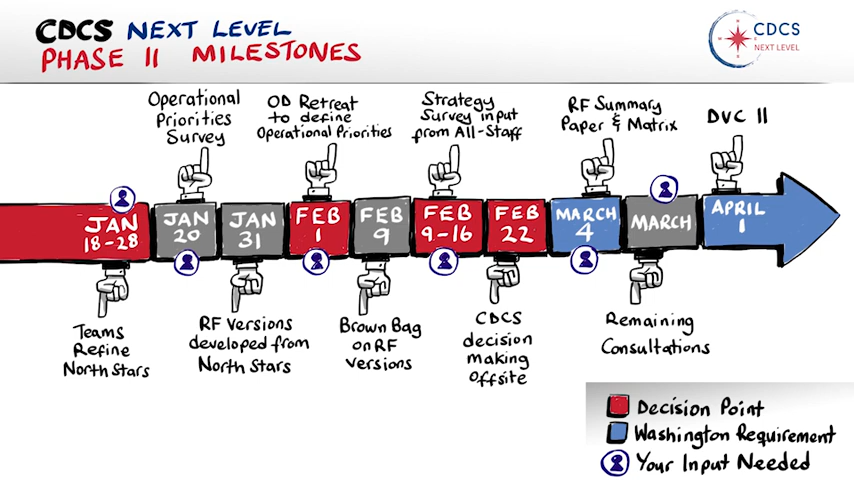 CDCS NEXT LEVEL
PHASE II MILESTONES
CDCS
NEXT LEVEL
Operational
Priorities
Survey
OD Retreat
to define
Operational Priorities
Strategy
Survey input
from All-Staff
RF Summary
Paper & Matrix
DVC II
JAN
18-28
JAN
20
JAN
31
FEB
1
FEB
9
FEB
9-16
FEB
22
MARCH
4
MARCH
APRIL
1
Teams
Refine
North Stars
RF Versions
developed from
North Stars
Brown Bag
on RF
Versions
CDCS
decision
making
Offsite
Remaining
Consultations
Decision Point
Washington Requirement
Your Input Needed